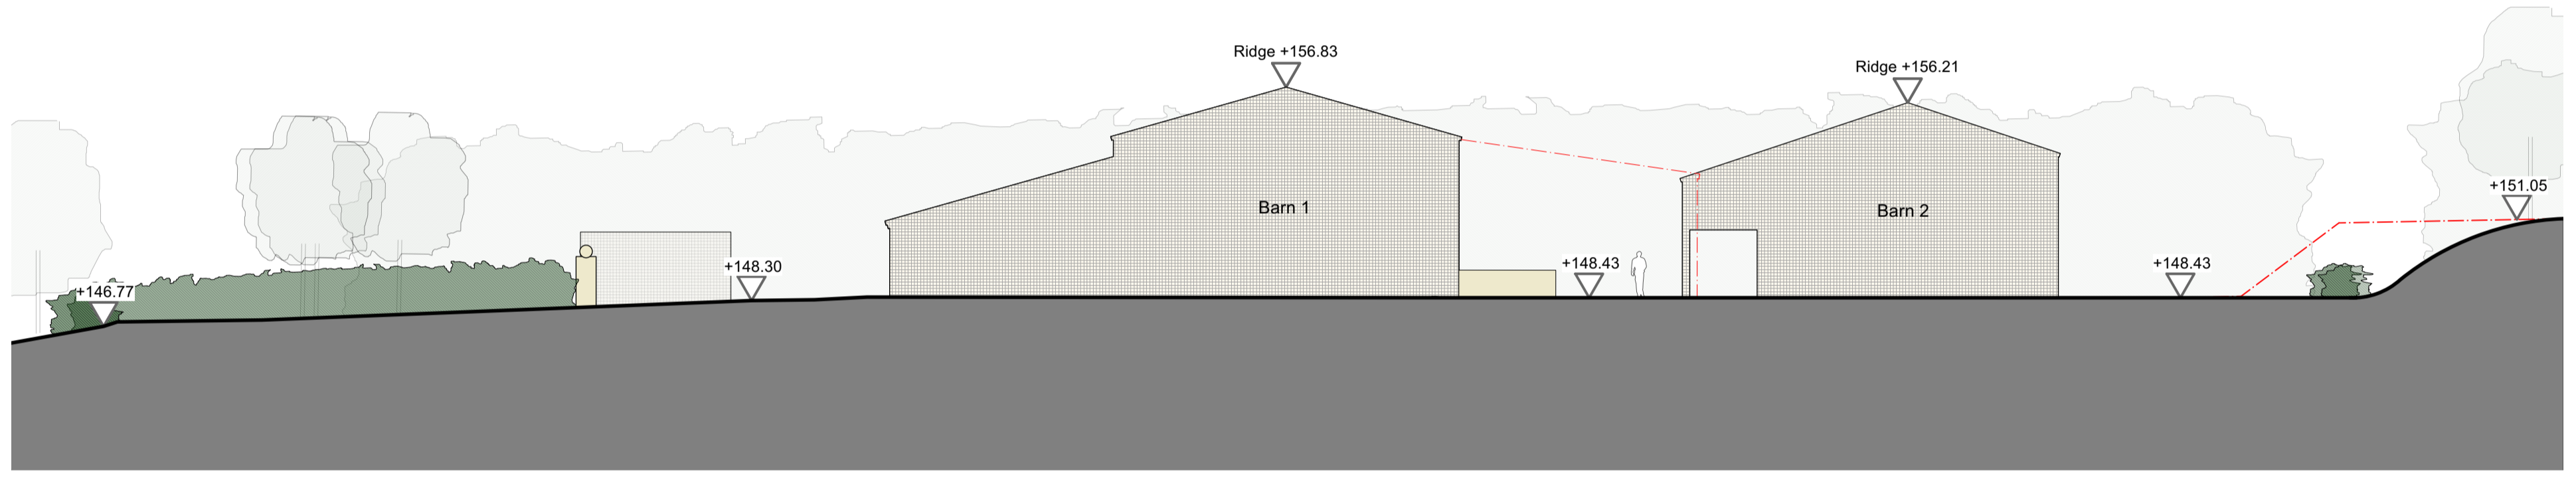 Ridge +156.83
Ridge +156.21
+151.05
Barn 1
Barn 2
+148.30
+148.43
+148.43
+146.77